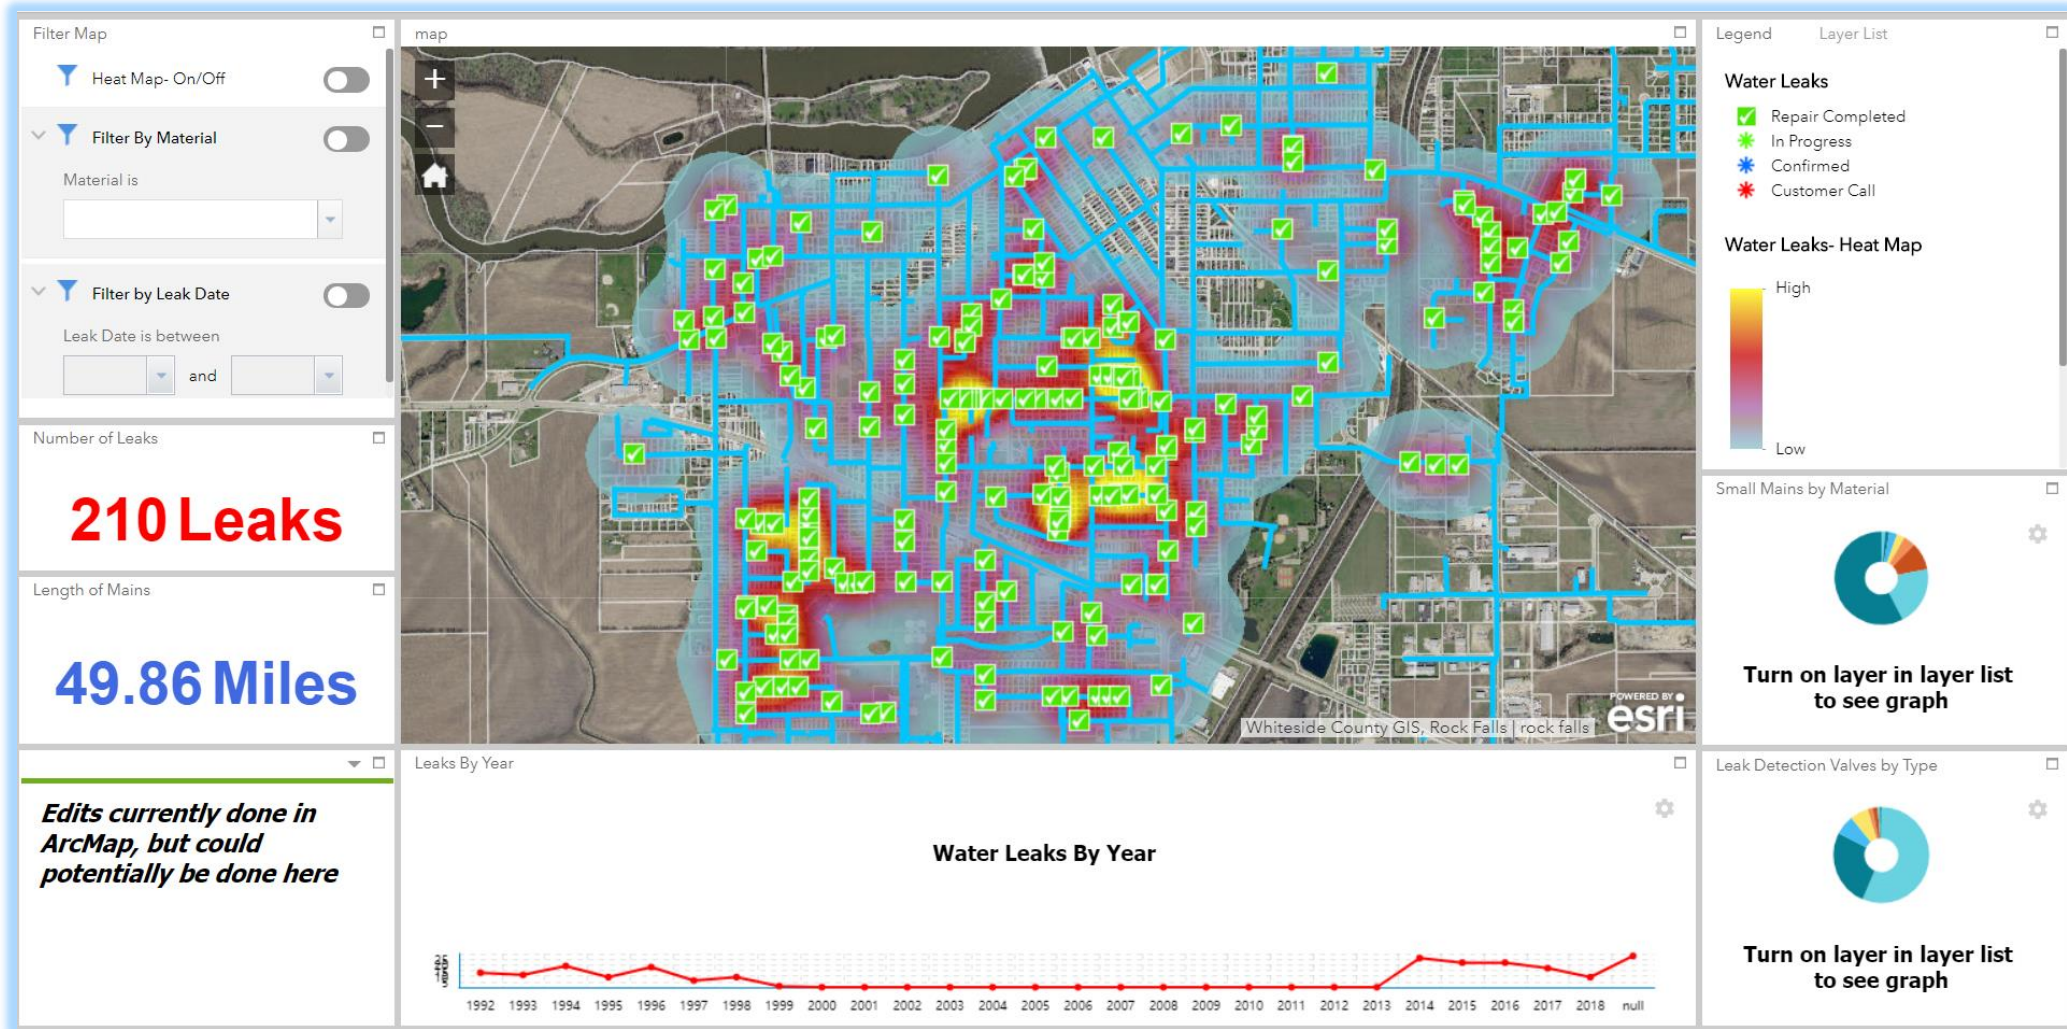 Filter Map
Heat Map- On/Off
Filter By Material
Material is
Filter by Leak Date
Leak Date is between
and
Number of Leaks
210 Leaks
Length of Mains
49.86 Miles
Edits currently done in
ArcMap, but could
potentially be done here
map
+
−
Whiteside County GIS, Rock Falls | rock falls
POWERED BY
esri
Leaks By Year
Water Leaks By Year
1992 1993 1994 1995 1996 1997 1998 1999 2000 2001 2002 2003 2004 2005 2006 2007 2008 2009 2010 2011 2012 2013 2014 2015 2016 2017 2018 null
Legend Layer List
Water Leaks
Repair Completed
In Progress
Confirmed
Customer Call
Water Leaks- Heat Map
High
Low
Small Mains by Material
Turn on layer in layer list
to see graph
Leak Detection Valves by Type
Turn on layer in layer list
to see graph